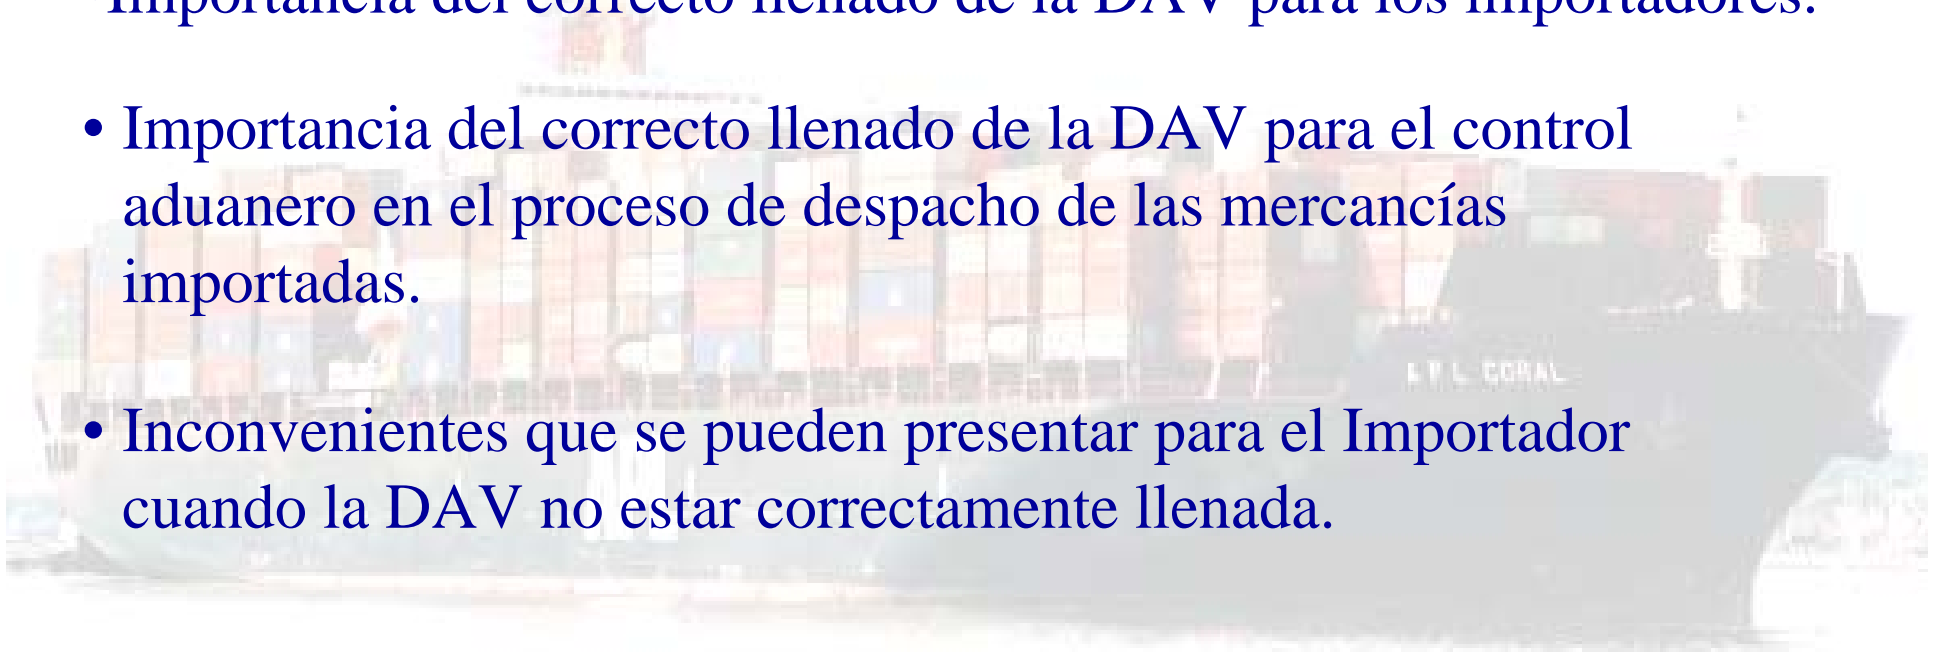 Importancia del correcto llenado de la DAV para los importadores.
• Importancia del correcto llenado de la DAV para el control
aduanero en el proceso de despacho de las mercancías
importadas.
A P L CORAL
• Inconvenientes que se pueden presentar para el Importador
cuando la DAV no estar correctamente llenada.